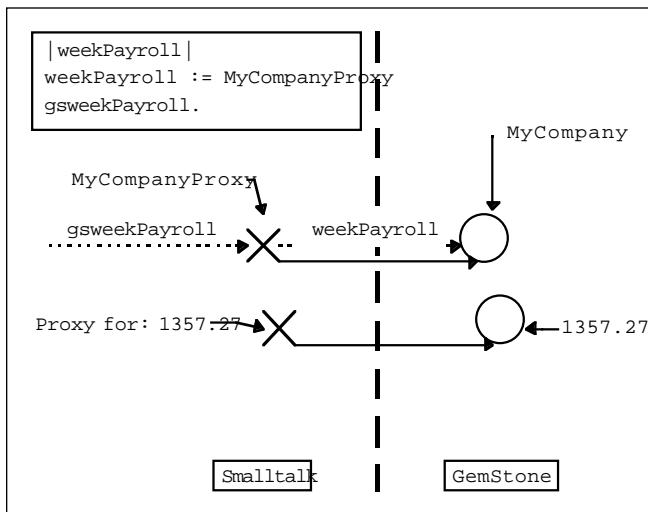 |weekPayroll|
weekPayroll := MyCompanyProxy
gsweekPayroll.
MyCompany
MyCompanyProxy
gsweekPayroll
weekPayroll
Proxy for: 1357.27
1357.27
Smalltalk
GemStone